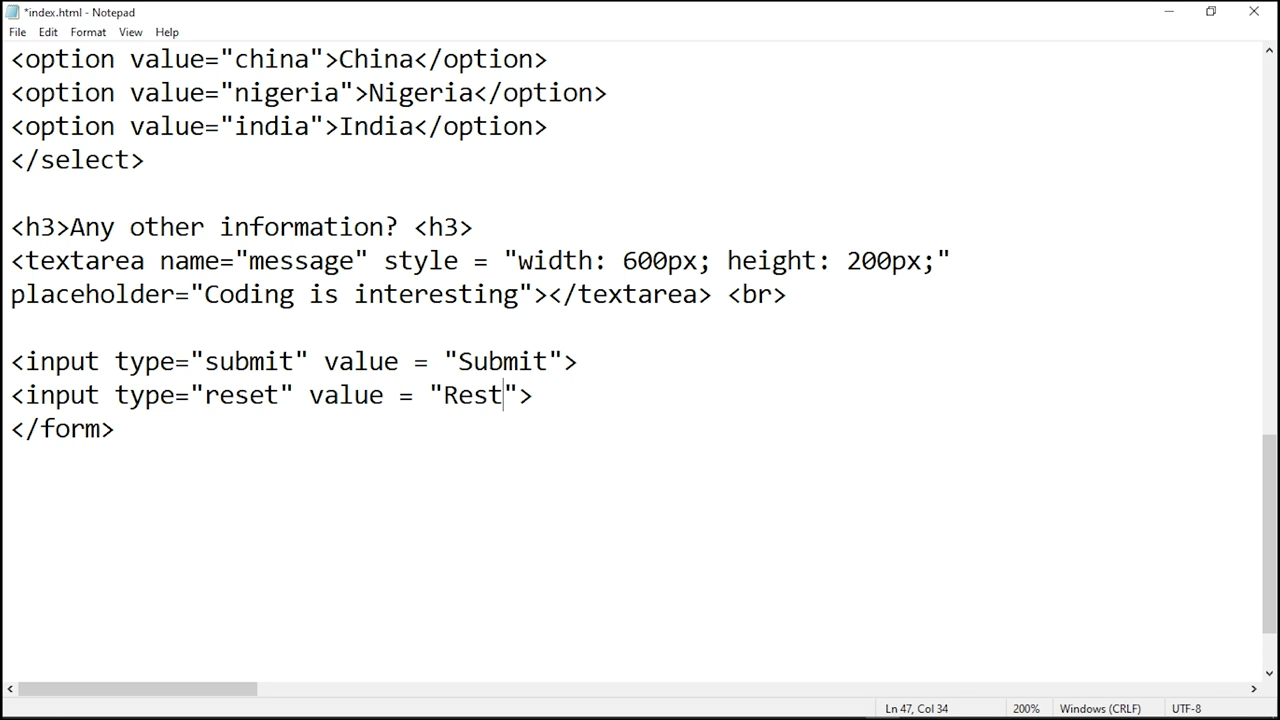 *index.html - Notepad
File Edit Format View Help
<option value="china">China</option>
<option value="nigeria">Nigeria</option>
<option value="india">India</option>
</select>
<h3>Any other information? <h3>
<textarea name="message" style = "width: 600px; height: 200px;"
placeholder="Coding is interesting"></textarea> <br>
<input type="submit" value = "Submit">
<input type="reset" value = "Rest">
</form>
Ln 47, Col 34 200% Windows (CRLF) UTF-8